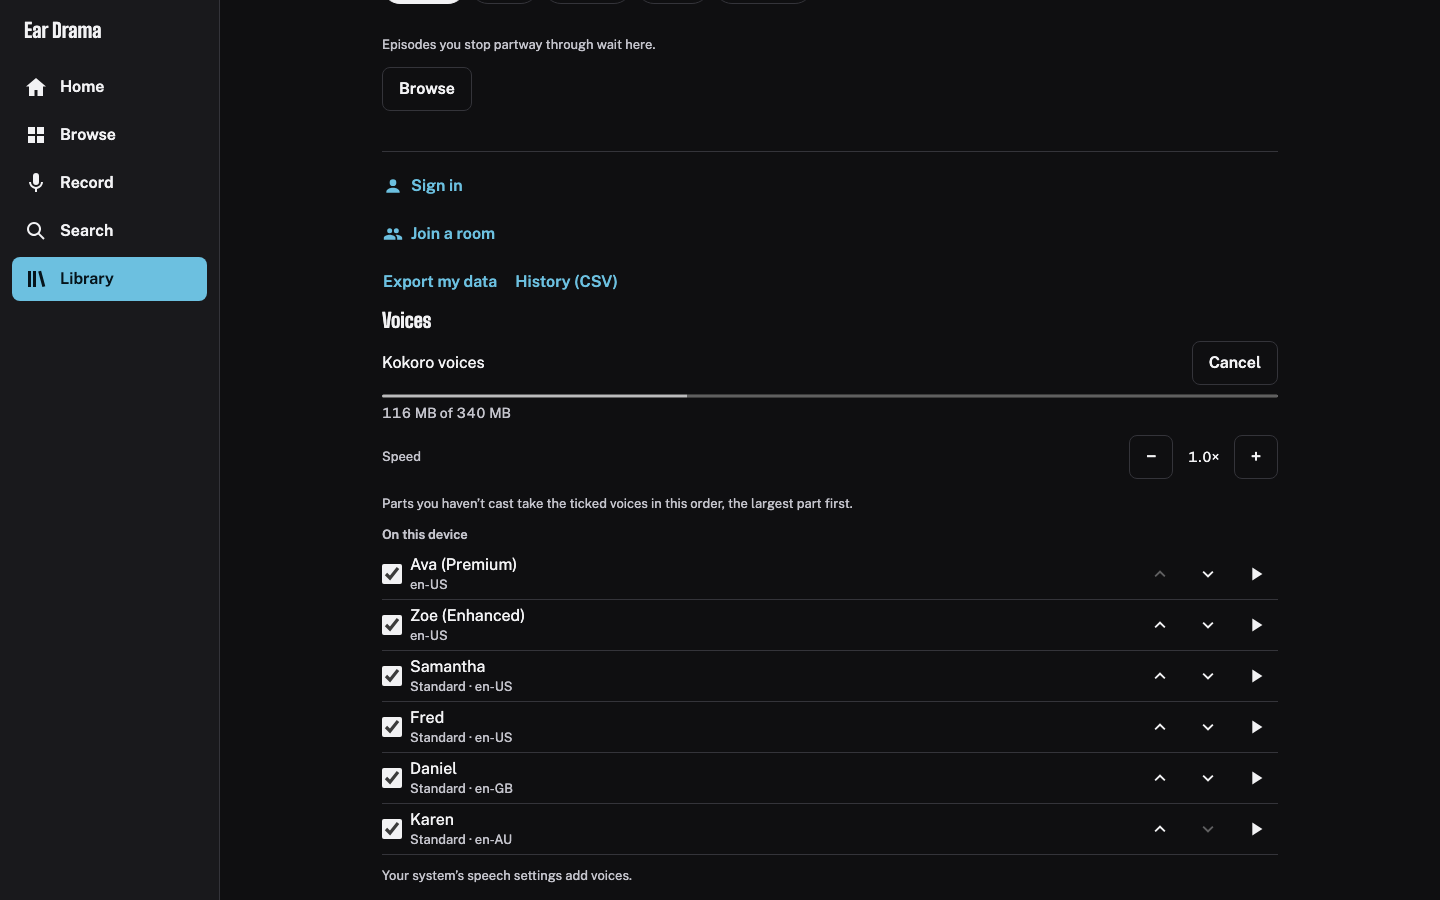 Ear Drama
Home
Browse
Record
Search
Library
Episodes you stop partway through wait here.
Browse
Sign in
Join a room
Export my data History (CSV)
Voices
Kokoro voices
Cancel
116 MB of 340 MB
Speed
− 1.0× +
Parts you haven't cast take the ticked voices in this order, the largest part first.
On this device
Ava (Premium)
en-US
Zoe (Enhanced)
en-US
Samantha
Standard · en-US
Fred
Standard · en-US
Daniel
Standard · en-GB
Karen
Standard · en-AU
Your system's speech settings add voices.